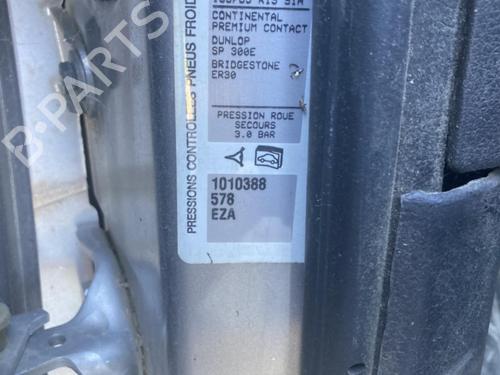 CONTINENTAL
PREMIUM CONTACT
DUNLOP
SP 300E
BRIDGESTONE
ER30
PRESSION ROUE
SECOURS
3.0 BAR
1010388
578
EZA
PRESSIONS CONTROLEES PNEUS FROID
B-PARTS